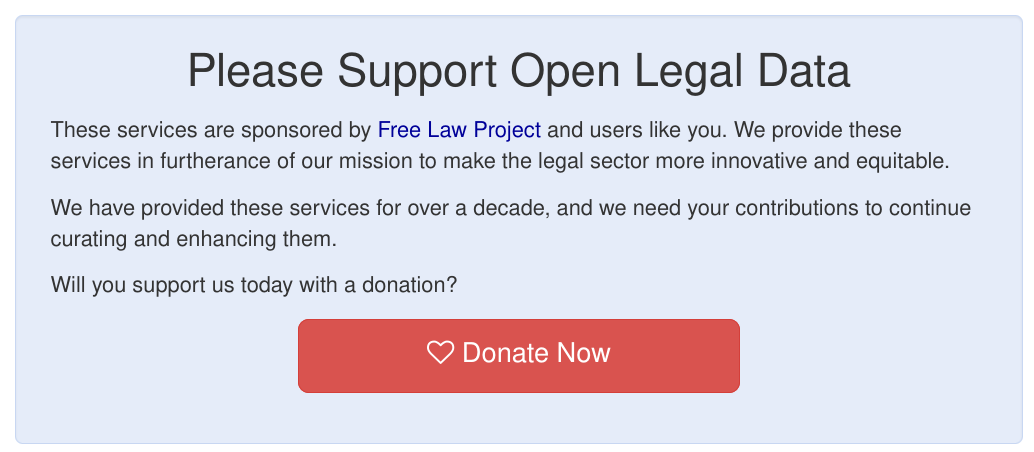 Please Support Open Legal Data
These services are sponsored by Free Law Project and users like you. We provide these
services in furtherance of our mission to make the legal sector more innovative and equitable.
We have provided these services for over a decade, and we need your contributions to continue
curating and enhancing them.
Will you support us today with a donation?
Donate Now